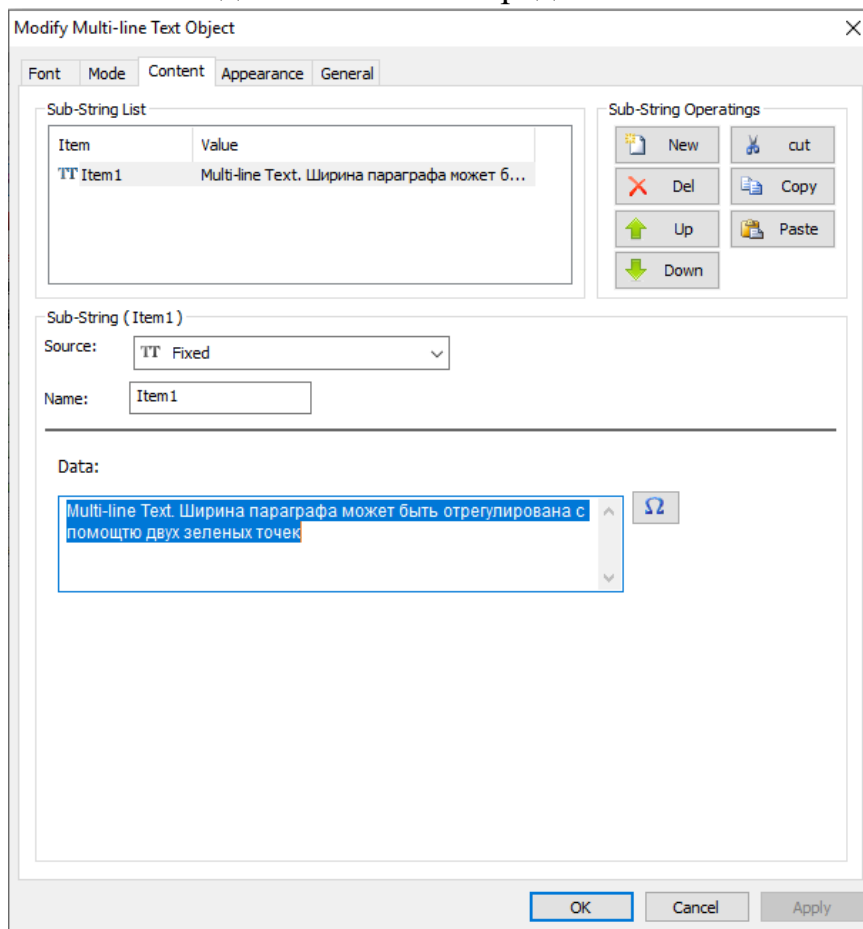 Modify Multi-line Text Object
Font Mode Content Appearance General
Sub-String List
Item Value
TT Item1 Multi-line Text. Ширина параграфа может б...
Sub-String Operatings
New cut
Del Copy
Up Paste
Down
Sub-String ( Item1 )
Source: TT Fixed
Name: Item1
Data:
Multi-line Text. Ширина параграфа может быть отрегулирована с
помощтю двух зеленых точек
Ω
OK Cancel Apply